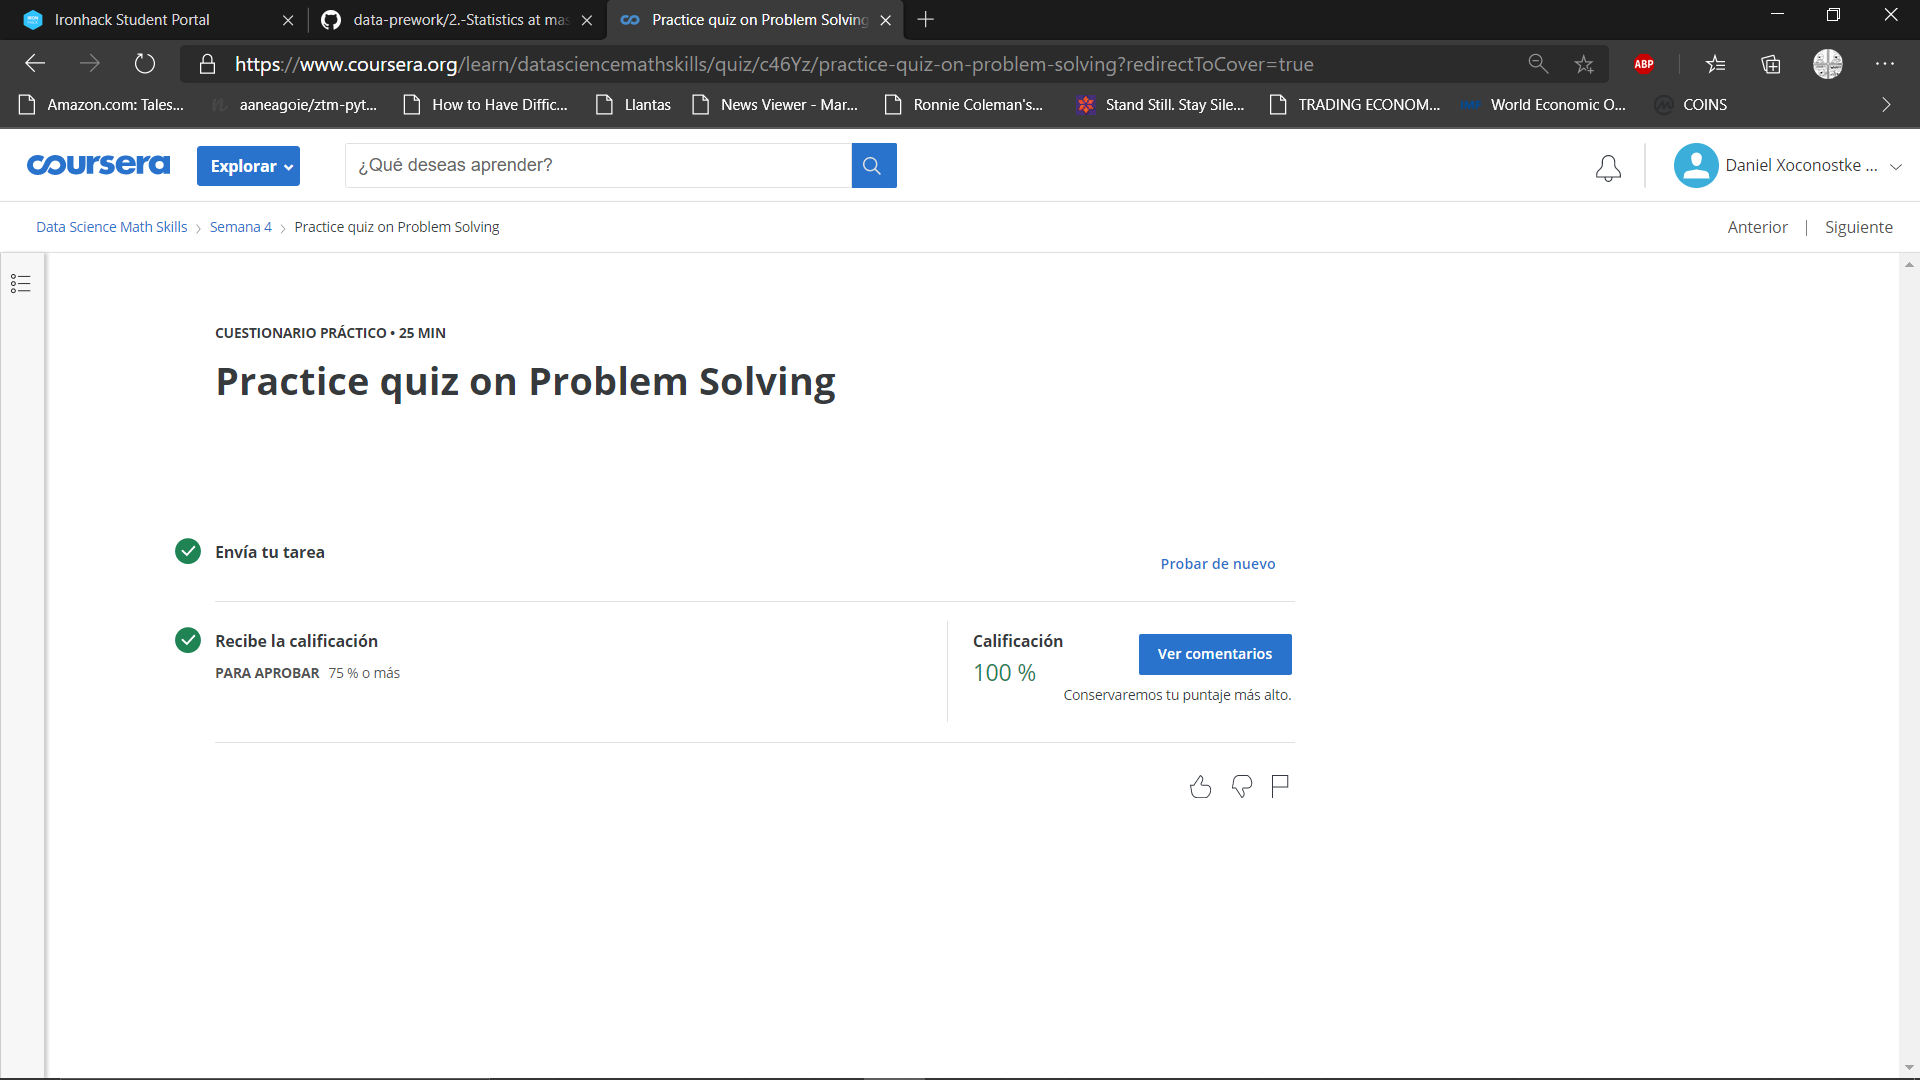 Ironhack Student Portal
data-prework/2.-Statistics at mas
Practice quiz on Problem Solving
https://www.coursera.org/learn/datasciencemathskills/quiz/c46Yz/practice-quiz-on-problem-solving?redirectToCover=true
ABP
Amazon.com: Tales...
aaneagoie/ztm-pyt...
How to Have Diffic...
Llantas
News Viewer - Mar...
Ronnie Coleman's...
Stand Still. Stay Sile...
TRADING ECONOM...
World Economic O...
COINS
coursera
Explorar
¿Qué deseas aprender?
Daniel Xoconostke ...
Data Science Math Skills
Semana 4
Practice quiz on Problem Solving
Anterior
Siguiente
CUESTIONARIO PRÁCTICO • 25 MIN
Practice quiz on Problem Solving
Envía tu tarea
Probar de nuevo
Recibe la calificación
PARA APROBAR 75 % o más
Calificación
100 %
Ver comentarios
Conservaremos tu puntaje más alto.